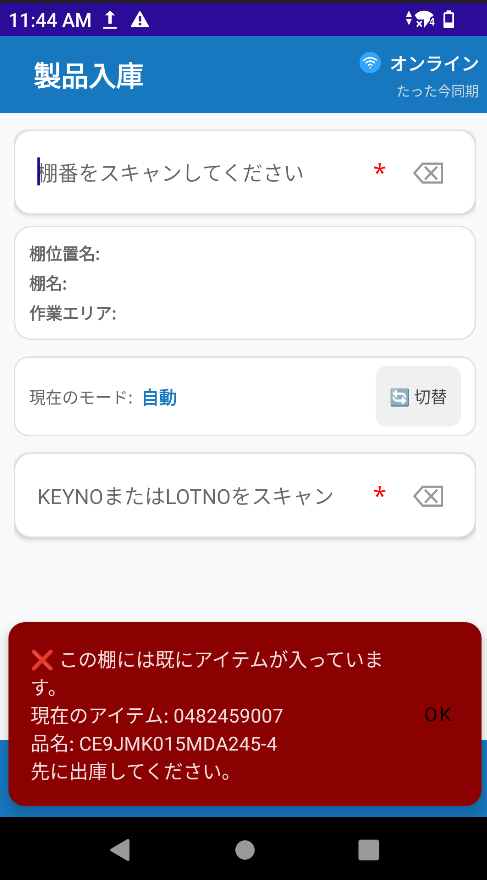 11:44 AM
製品入庫
オンライン
たった今同期
棚番をスキャンしてください *
棚位置名:
棚名:
作業エリア:
現在のモード: 自動
切替
KEYNOまたはLOTNOをスキャン *
❌ この棚には既にアイテムが入っていま
す。
現在のアイテム: 0482459007
品名: CE9JMK015MDA245-4
先に出庫してください。
OK